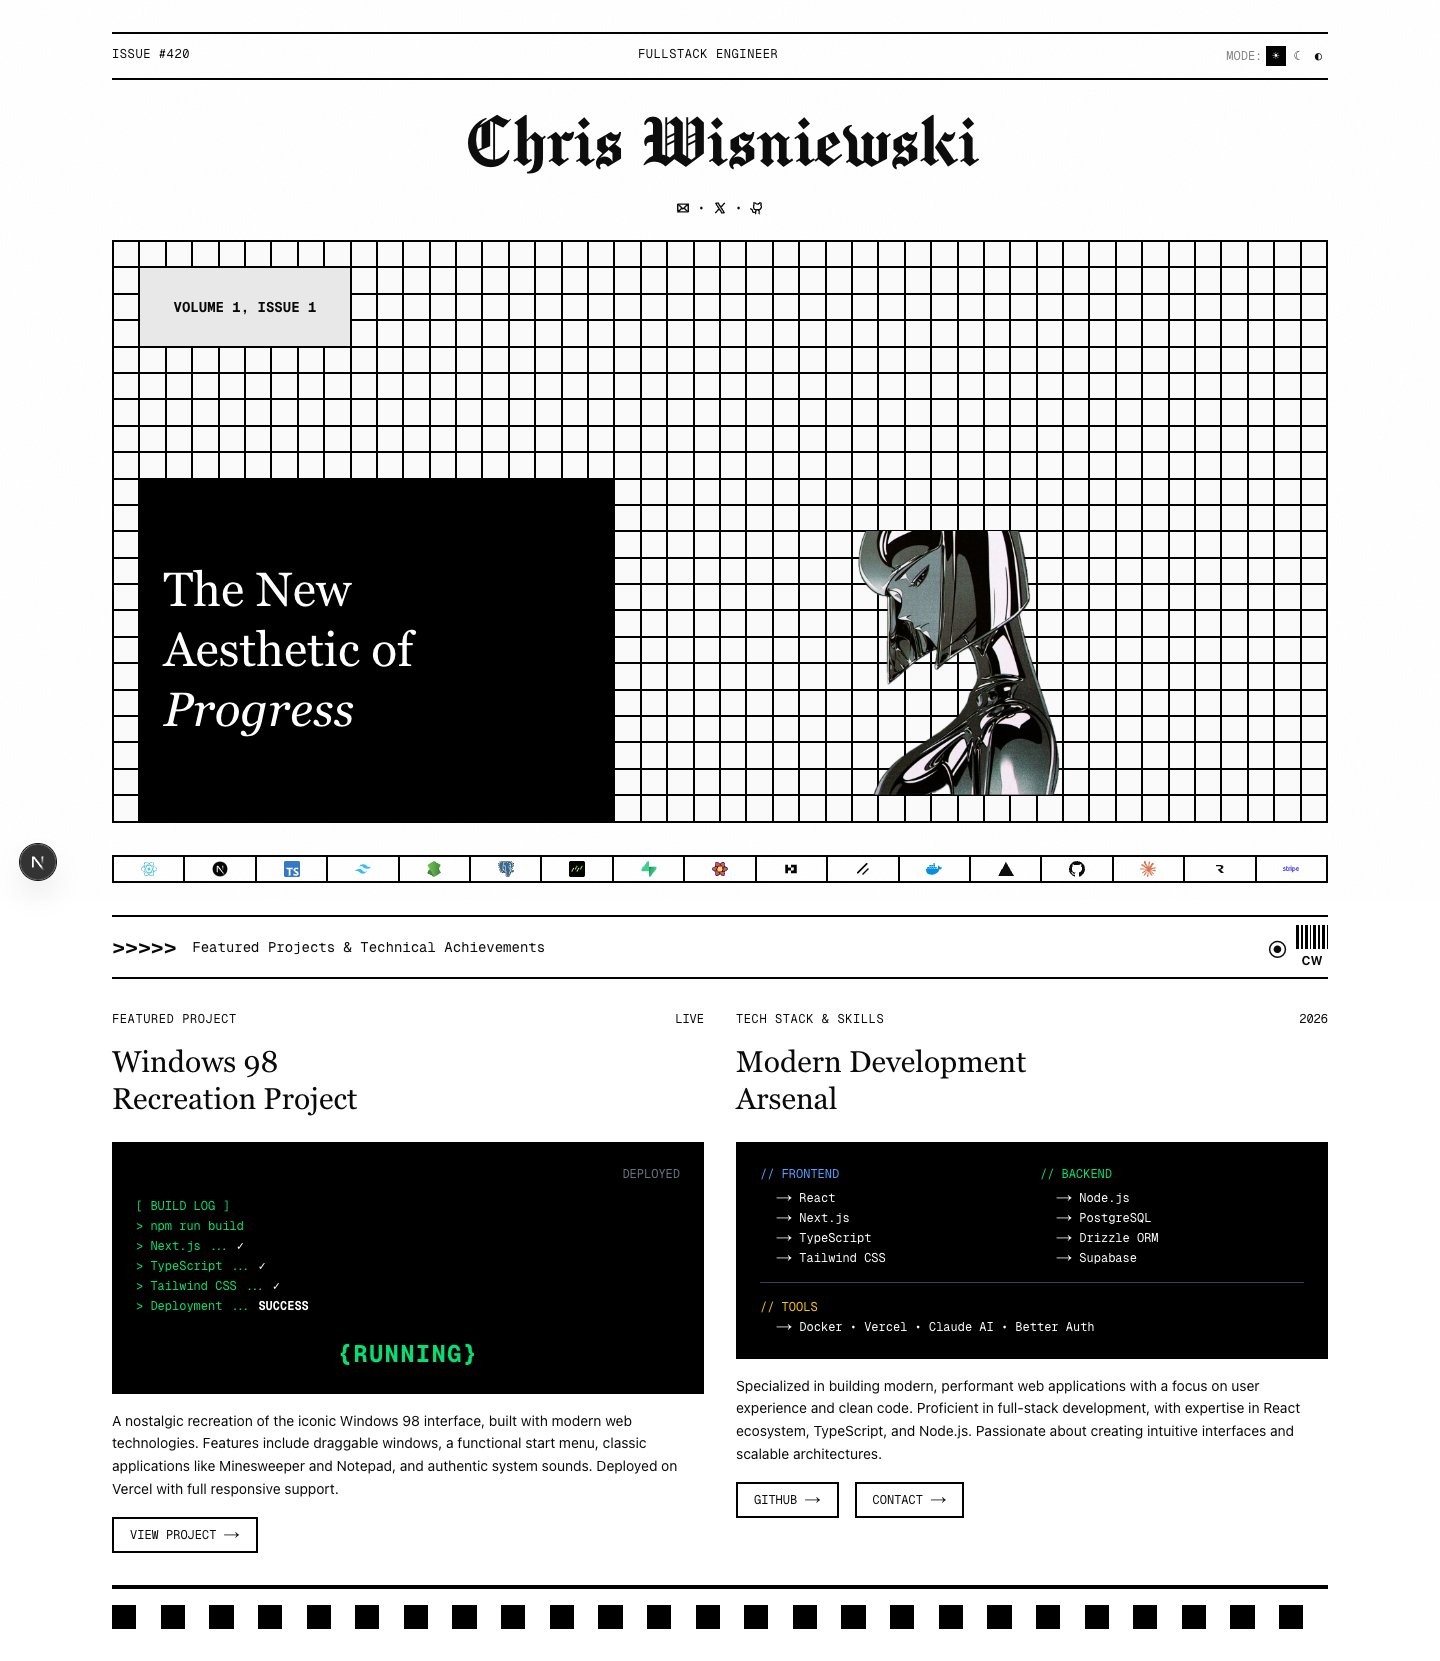 ISSUE #420
FULLSTACK ENGINEER
MODE:
Chris Wisniewski
VOLUME 1, ISSUE 1
The New
Aesthetic of
Progress
N
TS
stripe
>>>>> Featured Projects & Technical Achievements
CW
FEATURED PROJECT
LIVE
Windows 98
Recreation Project
DEPLOYED
[ BUILD LOG ]
> npm run build
> Next.js ... ✓
> TypeScript ... ✓
> Tailwind CSS ... ✓
> Deployment ... SUCCESS
{RUNNING}
A nostalgic recreation of the iconic Windows 98 interface, built with modern web
technologies. Features include draggable windows, a functional start menu, classic
applications like Minesweeper and Notepad, and authentic system sounds. Deployed on
Vercel with full responsive support.
VIEW PROJECT →
TECH STACK & SKILLS
2026
Modern Development
Arsenal
// FRONTEND
→ React
→ Next.js
→ TypeScript
→ Tailwind CSS
// BACKEND
→ Node.js
→ PostgreSQL
→ Drizzle ORM
→ Supabase
// TOOLS
→ Docker • Vercel • Claude AI • Better Auth
Specialized in building modern, performant web applications with a focus on user
experience and clean code. Proficient in full-stack development, with expertise in React
ecosystem, TypeScript, and Node.js. Passionate about creating intuitive interfaces and
scalable architectures.
GITHUB →
CONTACT →